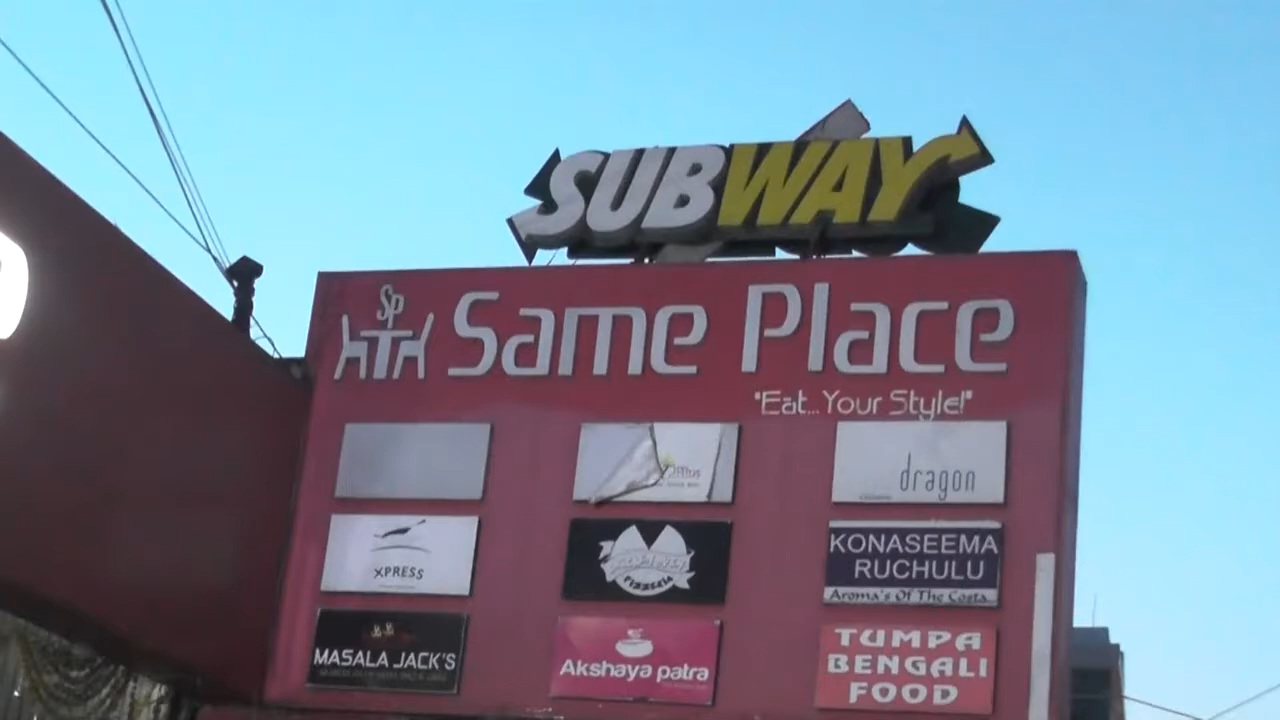 SUBWAY
Sp
Same Place
"Eat...Your Style!"
dragon
XPRESS
PIZZERIA
KONASEEMA
RUCHULU
Aroma's Of The Costa
MASALA JACK'S
Akshaya patra
TUMPA
BENGALI
FOOD